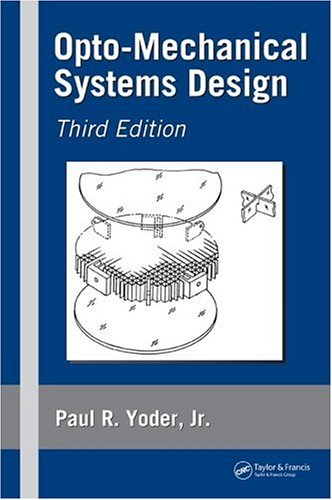 Opto-Mechanical
Systems Design
Third Edition
Paul R. Yoder, Jr.
CRC
Taylor & Francis
Taylor & Francis Group